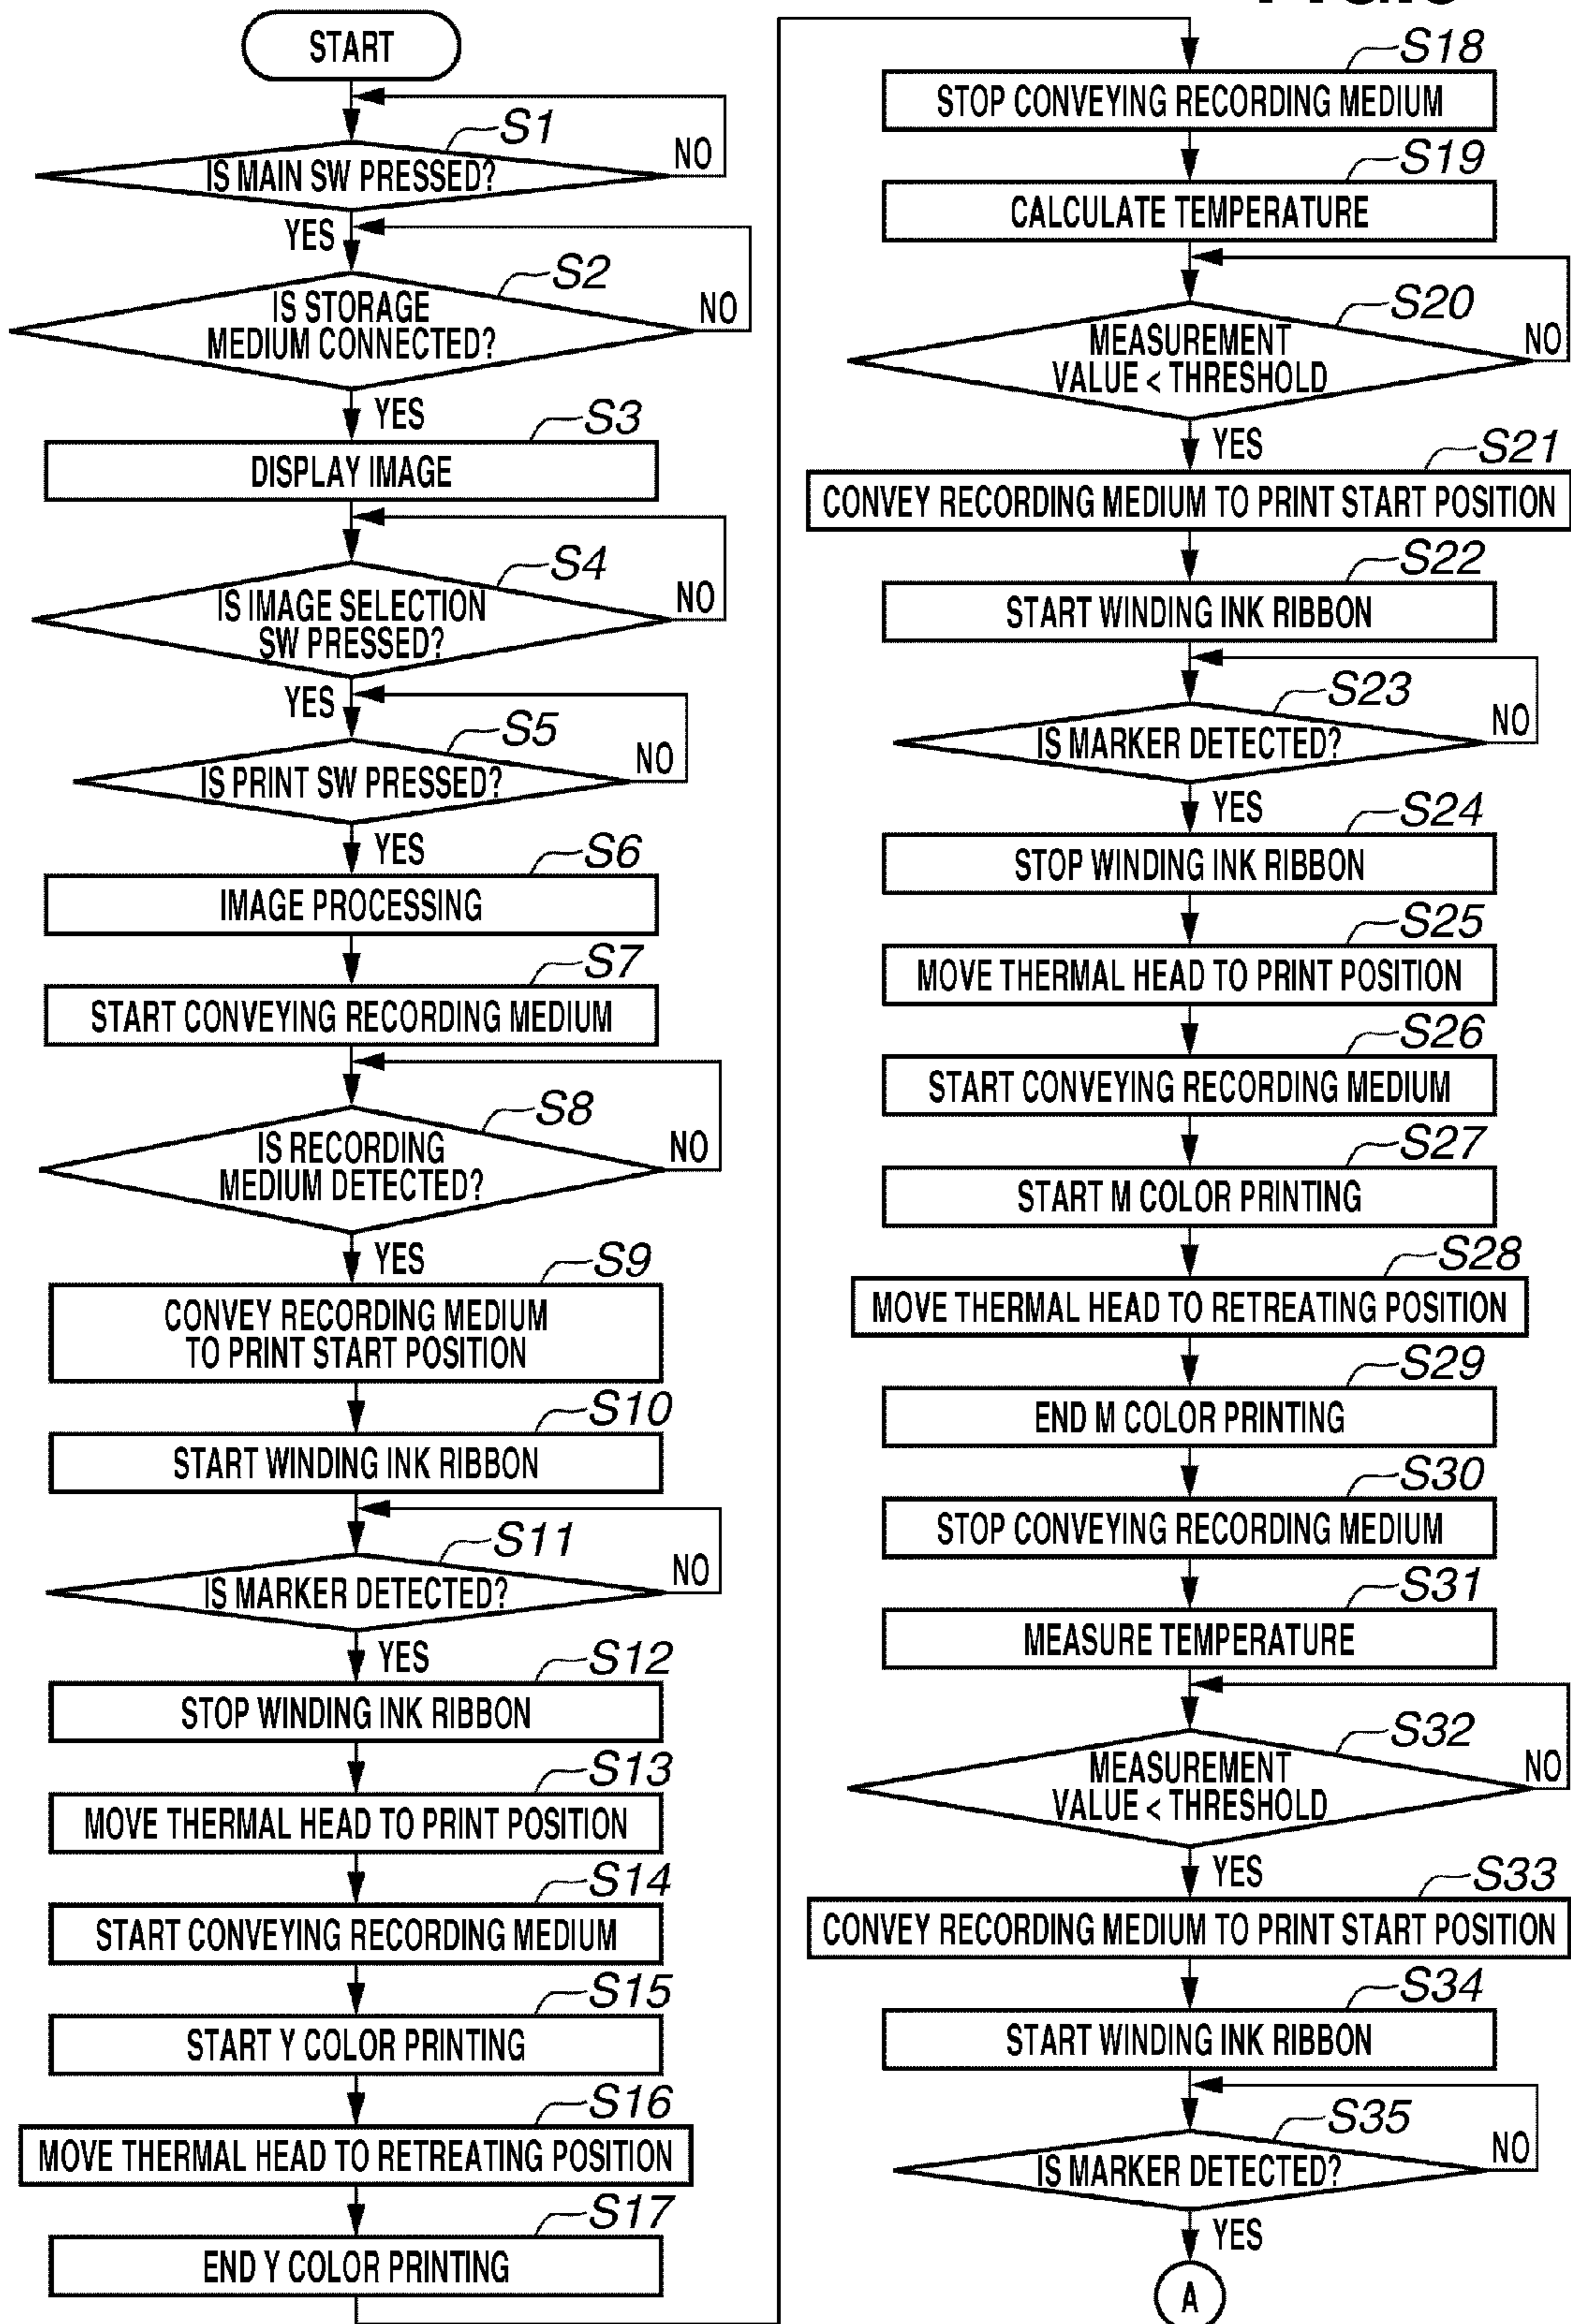 START
S1
IS MAIN SW PRESSED?
NO
YES
S2
IS STORAGE
MEDIUM CONNECTED?
NO
YES
S3
DISPLAY IMAGE
S4
IS IMAGE SELECTION
SW PRESSED?
NO
YES
S5
IS PRINT SW PRESSED?
NO
YES
S6
IMAGE PROCESSING
S7
START CONVEYING RECORDING MEDIUM
S8
IS RECORDING
MEDIUM DETECTED?
NO
YES
S9
CONVEY RECORDING MEDIUM
TO PRINT START POSITION
S10
START WINDING INK RIBBON
S11
IS MARKER DETECTED?
NO
YES
S12
STOP WINDING INK RIBBON
S13
MOVE THERMAL HEAD TO PRINT POSITION
S14
START CONVEYING RECORDING MEDIUM
S15
START Y COLOR PRINTING
S16
MOVE THERMAL HEAD TO RETREATING POSITION
S17
END Y COLOR PRINTING
S18
STOP CONVEYING RECORDING MEDIUM
S19
CALCULATE TEMPERATURE
S20
MEASUREMENT
VALUE < THRESHOLD
NO
YES
S21
CONVEY RECORDING MEDIUM TO PRINT START POSITION
S22
START WINDING INK RIBBON
S23
IS MARKER DETECTED?
NO
YES
S24
STOP WINDING INK RIBBON
S25
MOVE THERMAL HEAD TO PRINT POSITION
S26
START CONVEYING RECORDING MEDIUM
S27
START M COLOR PRINTING
S28
MOVE THERMAL HEAD TO RETREATING POSITION
S29
END M COLOR PRINTING
S30
STOP CONVEYING RECORDING MEDIUM
S31
MEASURE TEMPERATURE
S32
MEASUREMENT
VALUE < THRESHOLD
NO
YES
S33
CONVEY RECORDING MEDIUM TO PRINT START POSITION
S34
START WINDING INK RIBBON
S35
IS MARKER DETECTED?
NO
YES
A